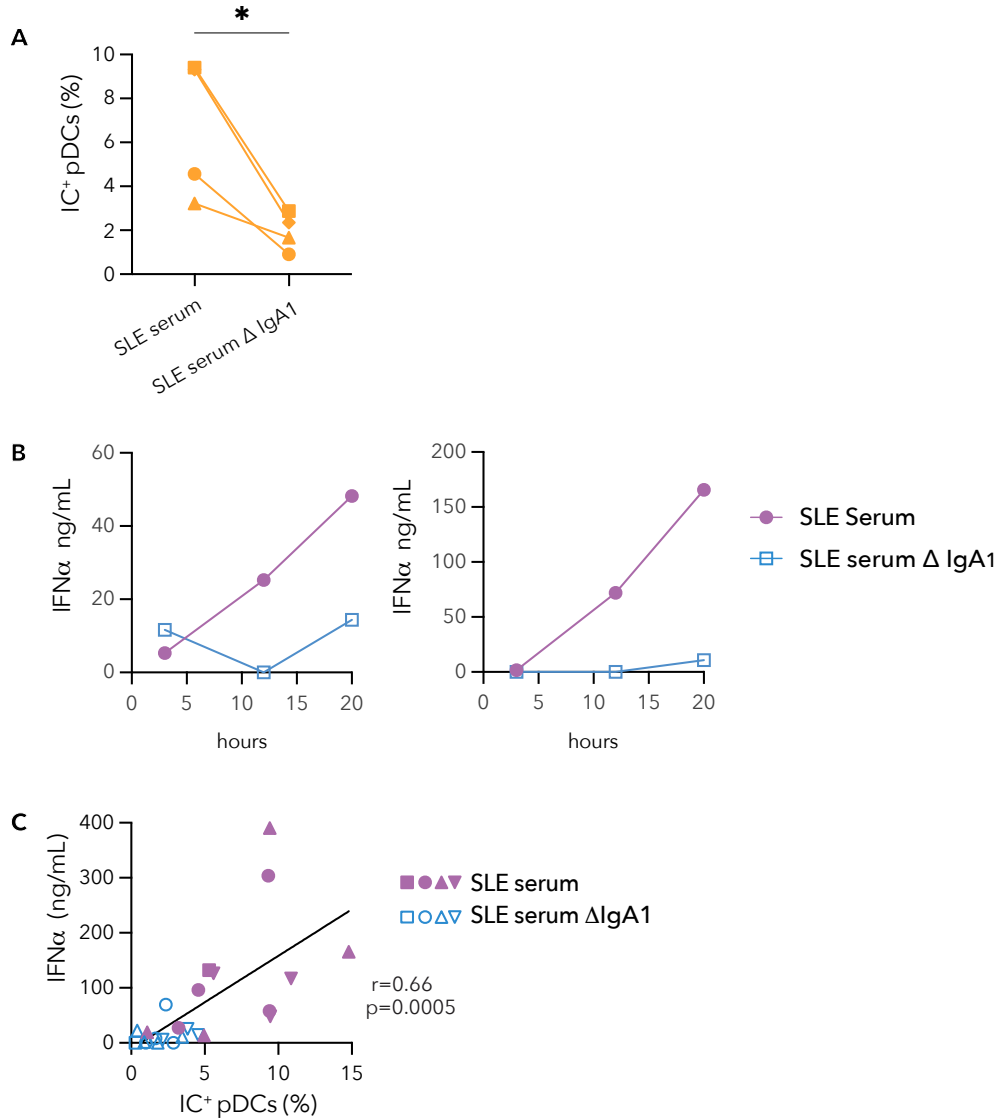 A
*
IC⁺ pDCs (%)
10
8
6
4
2
0
SLE serum
SLE serum Δ IgA1
B
IFNα ng/mL
60
40
20
0
0 5 10 15 20
hours
IFNα ng/mL
200
150
100
50
0
0 5 10 15 20
hours
SLE Serum
SLE serum Δ IgA1
C
IFNα (ng/mL)
400
300
200
100
0
0 5 10 15
IC⁺ pDCs (%)
SLE serum
SLE serum ΔIgA1
r=0.66
p=0.0005